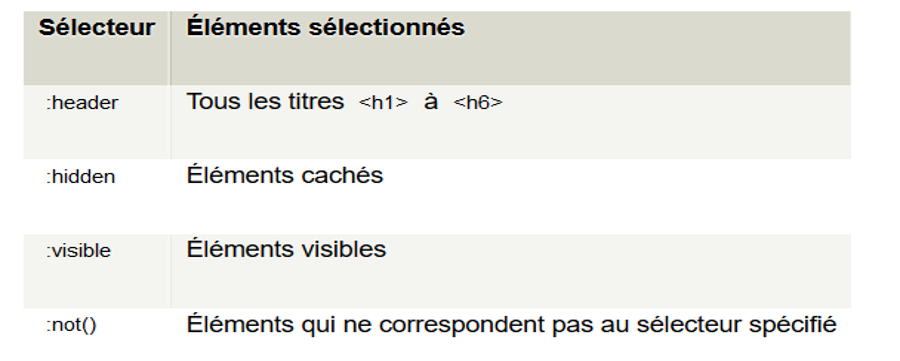 Sélecteur Éléments sélectionnés
:header Tous les titres <h1> à <h6>
:hidden Éléments cachés
:visible Éléments visibles
:not() Éléments qui ne correspondent pas au sélecteur spécifié